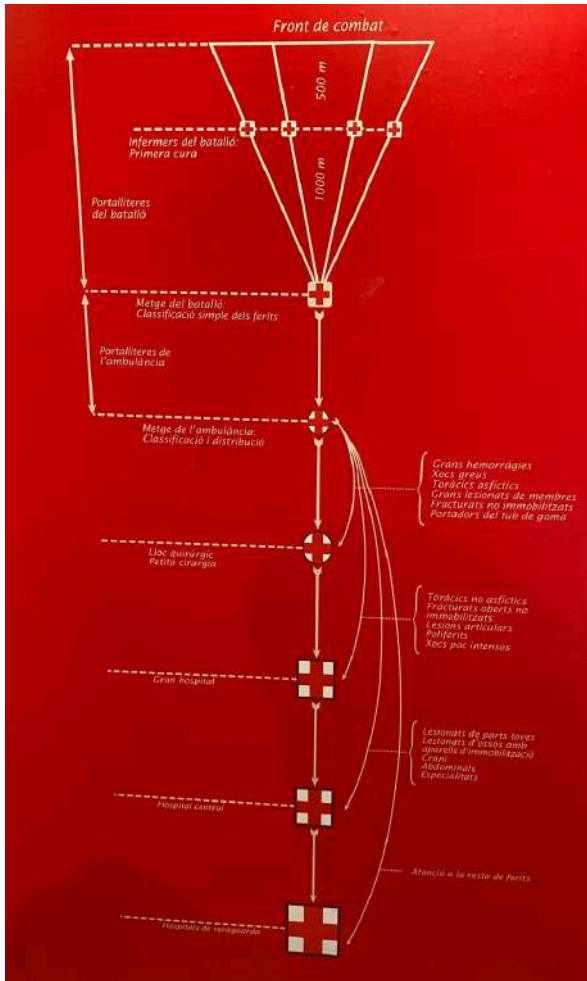 Front de combat
500 m
Infermers del batalló:
Primera cura
1000 m
Portalliteres
del batalló
Metge del batalló:
Classificació simple dels ferits
Portalliteres de
l'ambulància
Metge de l'ambulància:
Classificació i distribució
Grans hemorràgies
Xocs greus
Toràcics asfíctics
Grans lesionats de membres
Fracturats no immobilitzats
Portadors del tub de goma
Lloc quirúrgic
Petita cirurgia
Toràcics no asfíctics
Fracturats oberts no
immobilitzats
Lesions articulars
Poliferits
Xocs poc intensos
Gran hospital
Lesionats de parts toves
Lesionats d'ossos amb
aparells d'immobilització
Crani
Abdominals
Especialitats
Hospital central
Atenció a la resta de ferits
Hospitals de reraguarda